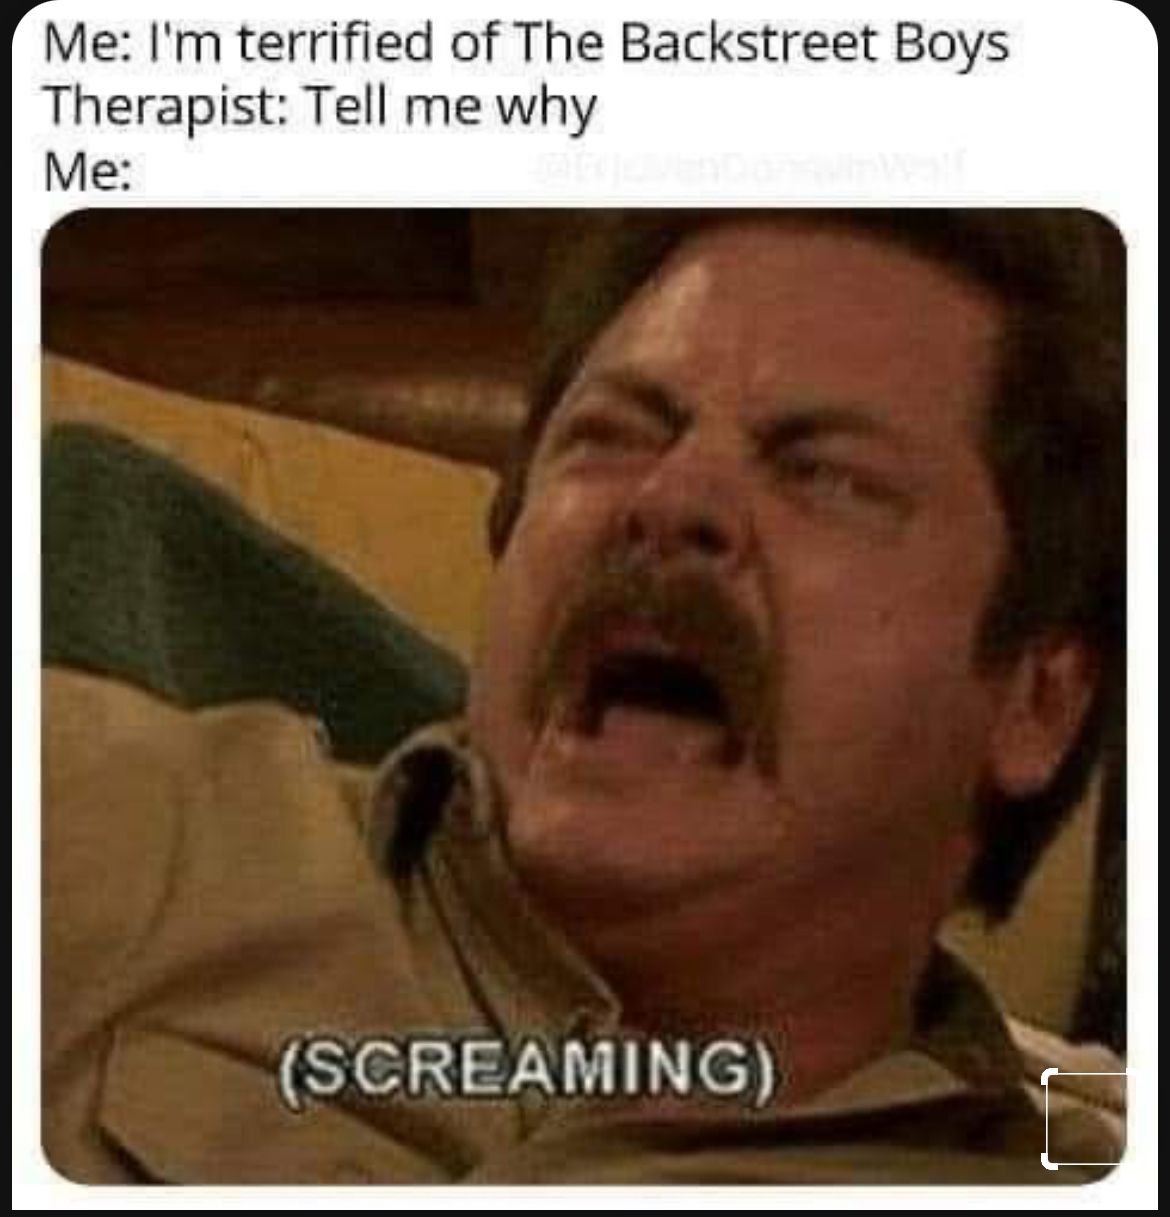 Me: I'm terrified of The Backstreet Boys
Therapist: Tell me why
Me:
(SCREAMING)